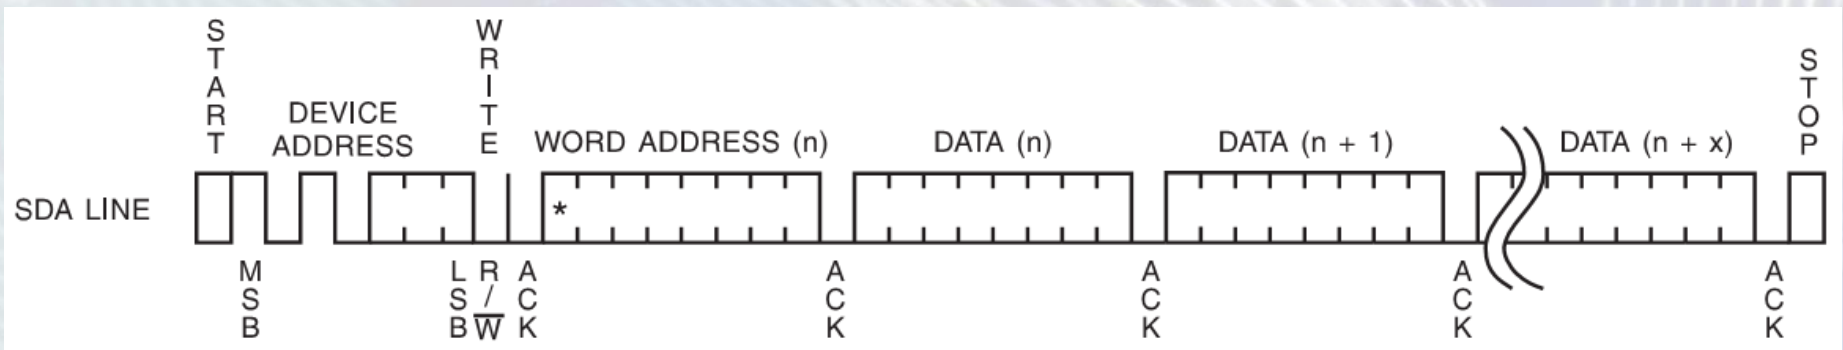 START
WRITE
STOP
DEVICE
ADDRESS
WORD ADDRESS (n)
DATA (n)
DATA (n + 1)
DATA (n + x)
SDA LINE
*
MSB
LSB
R/W̅
ACK
ACK
ACK
ACK
ACK